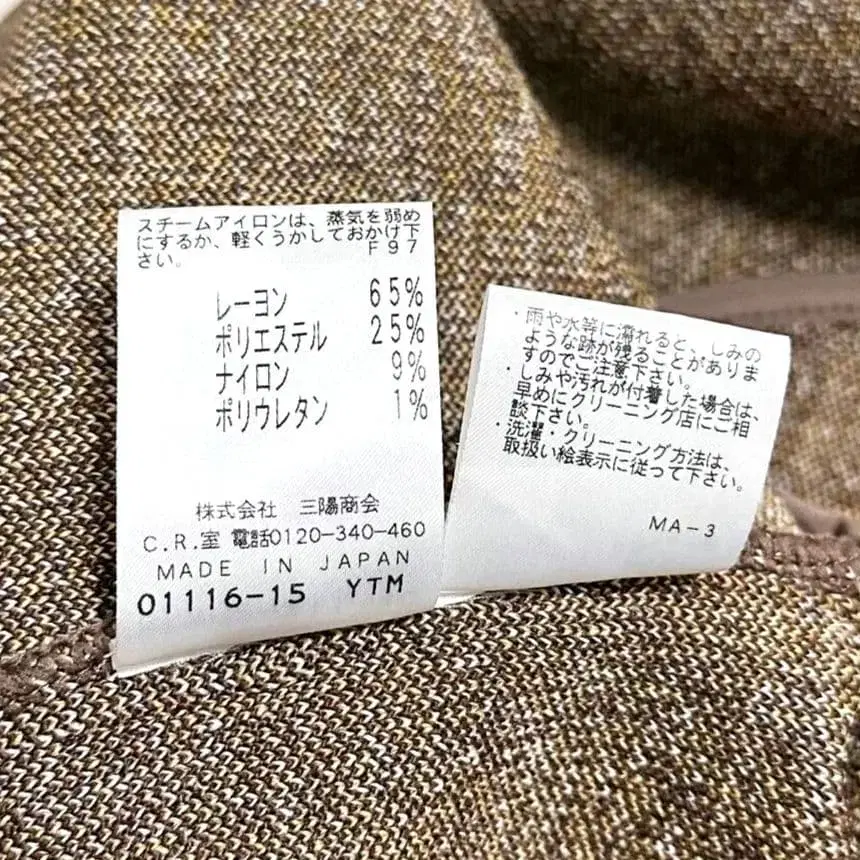 スチームアイロンは、蒸気を弱め
にするか、軽くうかしておかけ下
さい。 F97
レーヨン 65%
ポリエステル 25%
ナイロン 9%
ポリウレタン 1%
株式会社 三陽商会
C.R.室 電話0120-340-460
MADE IN JAPAN
01116-15 YTM
・雨や水等に濡れると、しみの
ような跡が残ることがありま
すのでご注意下さい。
・しみや汚れが付着した場合は、
早めにクリーニング店にご相
談下さい。
・洗濯・クリーニング方法は、
取扱い絵表示に従って下さい。
MA-3